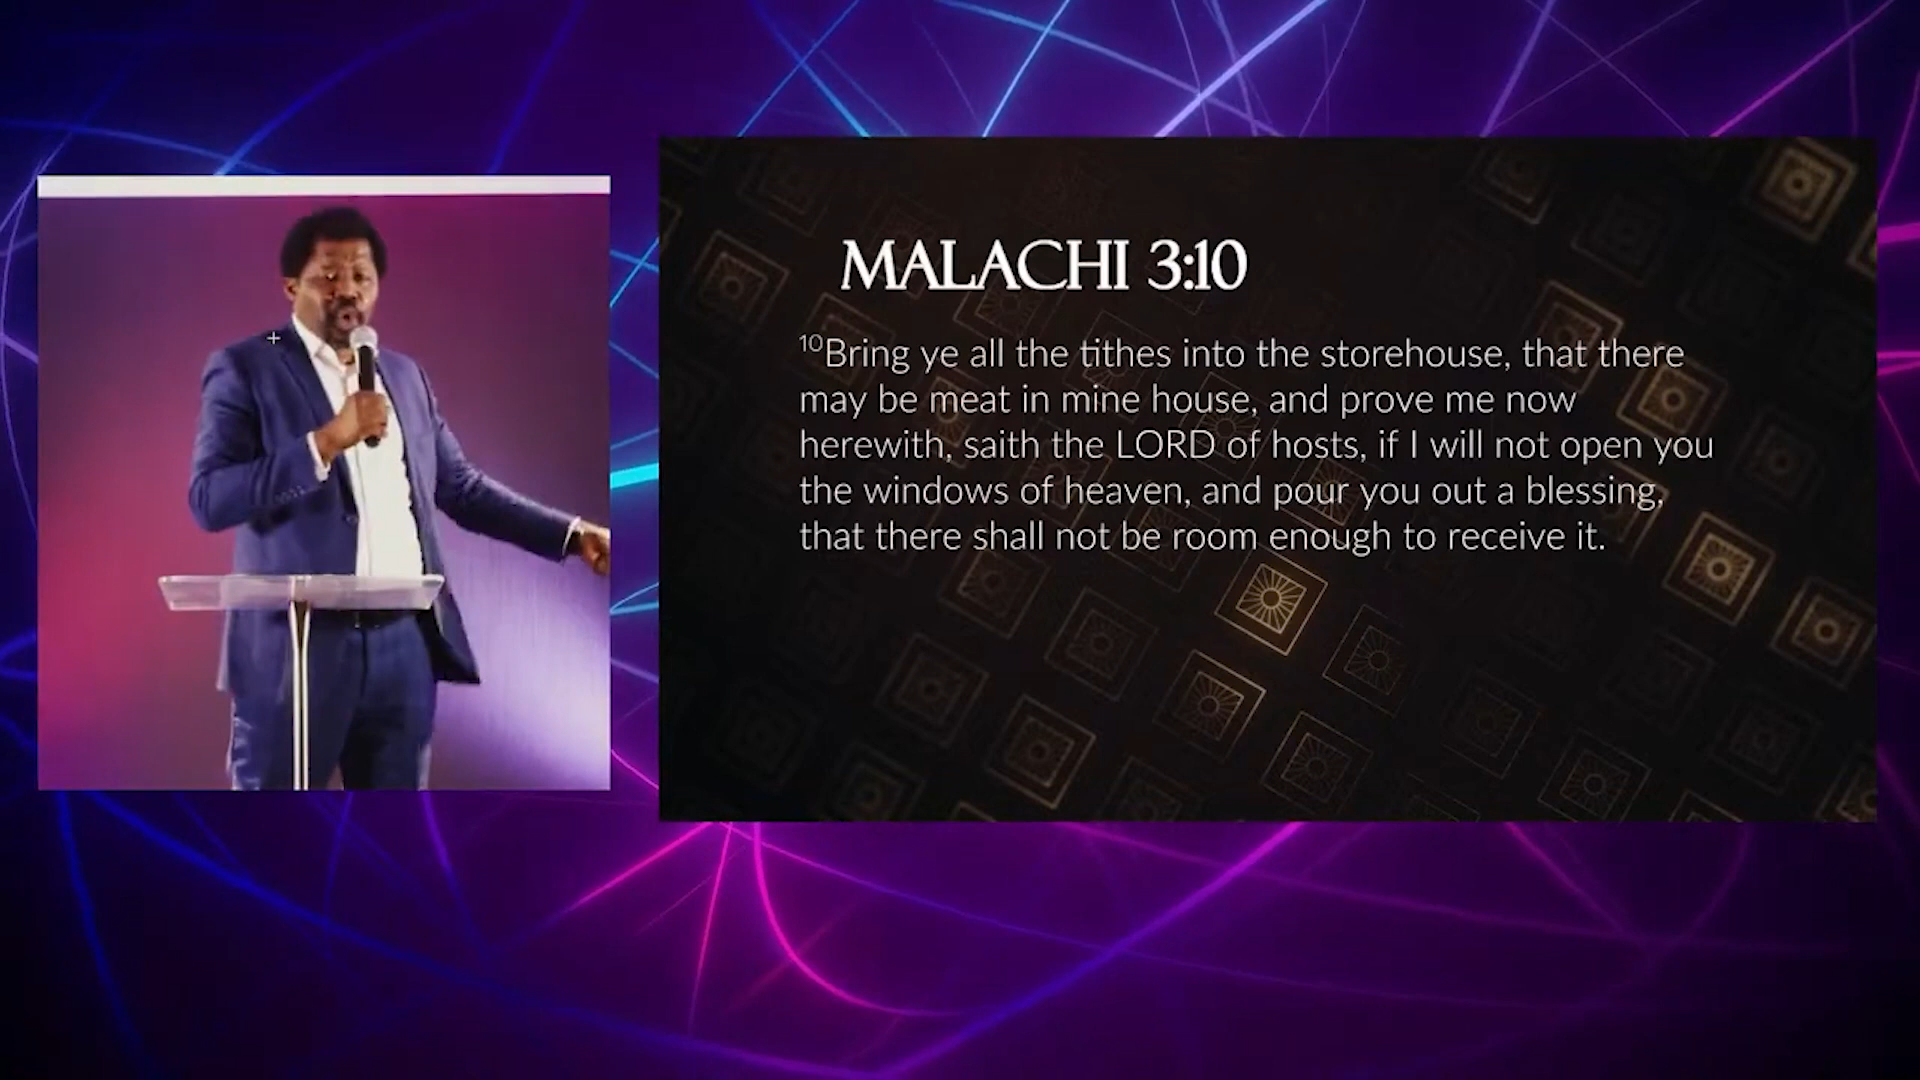 MALACHI 3:10
¹⁰Bring ye all the tithes into the storehouse, that there
may be meat in mine house, and prove me now
herewith, saith the LORD of hosts, if I will not open you
the windows of heaven, and pour you out a blessing,
that there shall not be room enough to receive it.